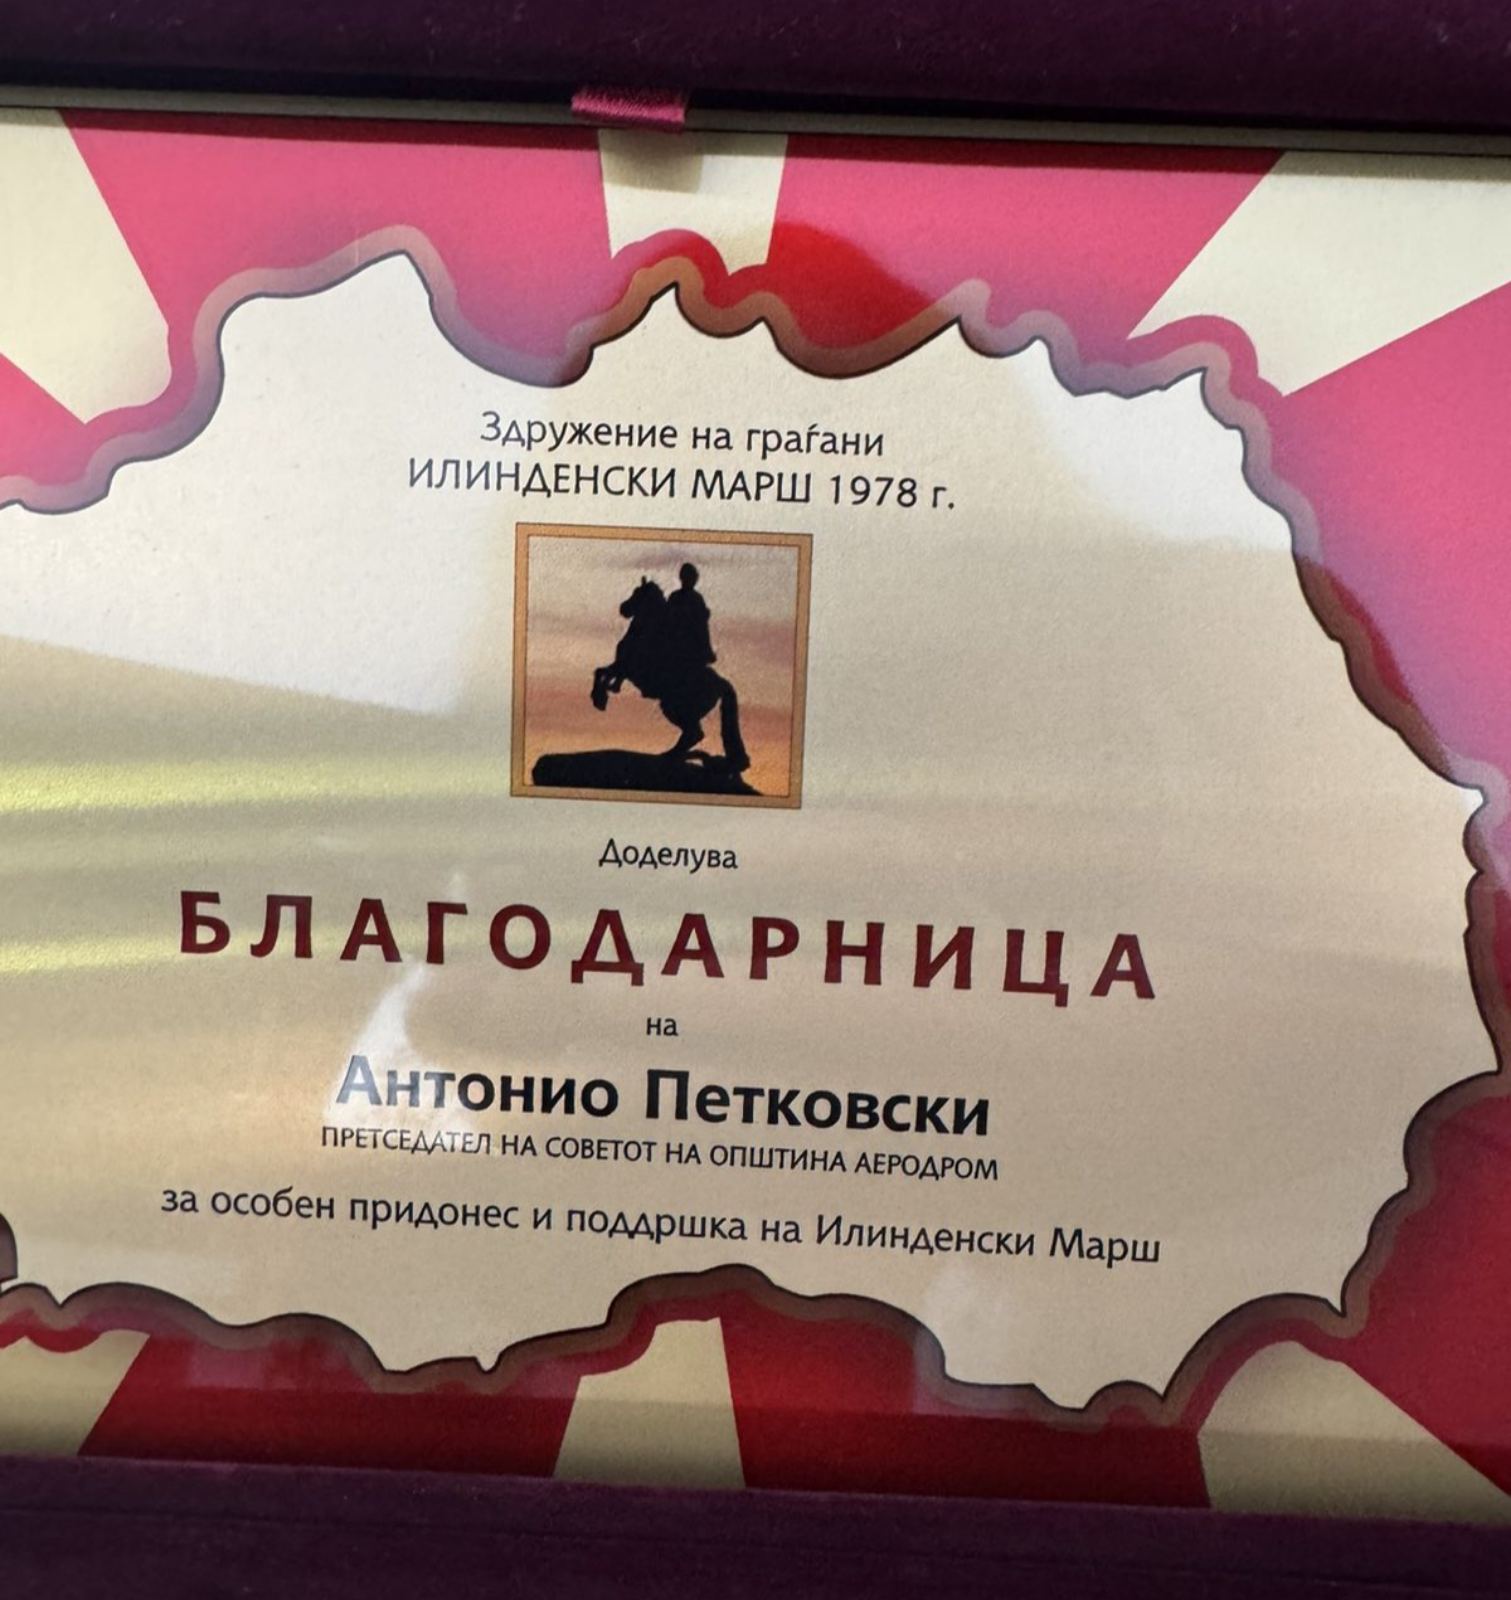 Здружение на граѓани
ИЛИНДЕНСКИ МАРШ 1978 г.
Доделува
БЛАГОДАРНИЦА
на
Антонио Петковски
ПРЕТСЕДАТЕЛ НА СОВЕТОТ НА ОПШТИНА АЕРОДРОМ
за особен придонес и поддршка на Илинденски Марш